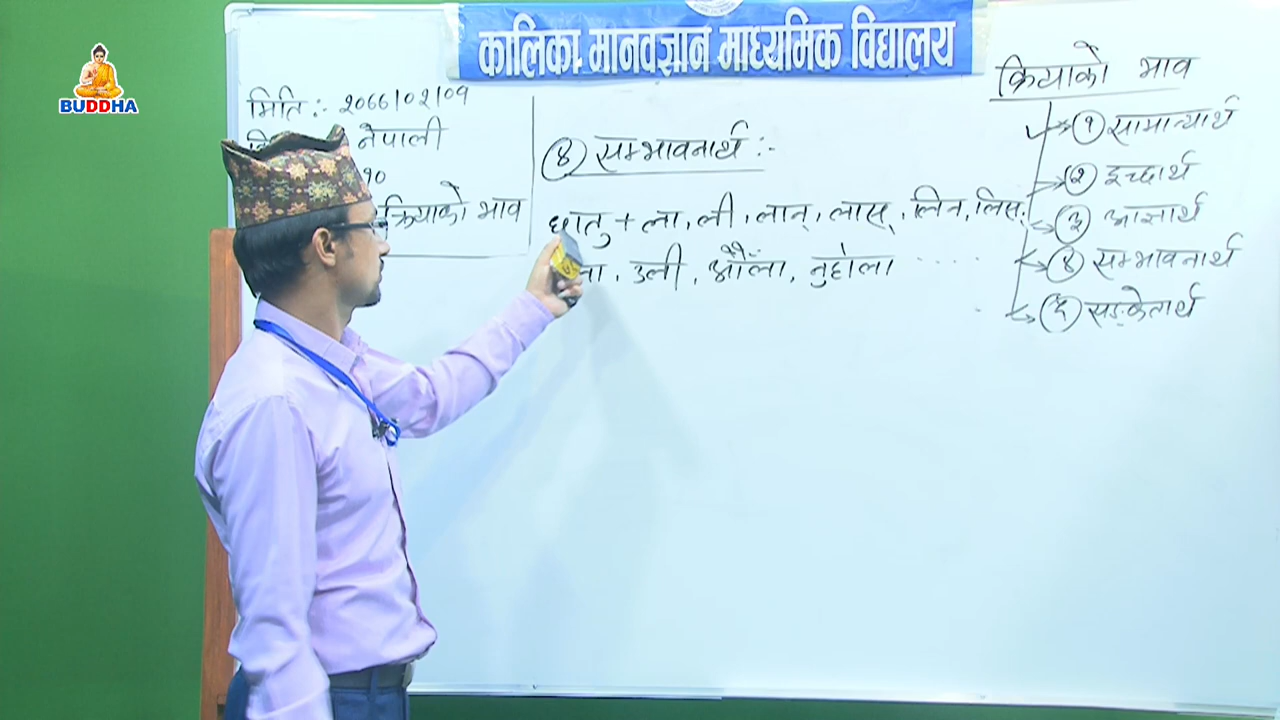 BUDDHA
कालिका मानवज्ञान माध्यमिक विद्यालय
मिति :- २०७७।०२।०१
नेपाली
१०
क्रियाको भाव
४ सम्भावनार्थ :-
धातु + ला, ली, लान्, लास्, लिन्, लिस्,
ला, उली, औँला, नुहोला .....
क्रियाको भाव
१ सामान्यार्थ
२ इच्छार्थ
३ आज्ञार्थ
४ सम्भावनार्थ
५ सङ्केतार्थ